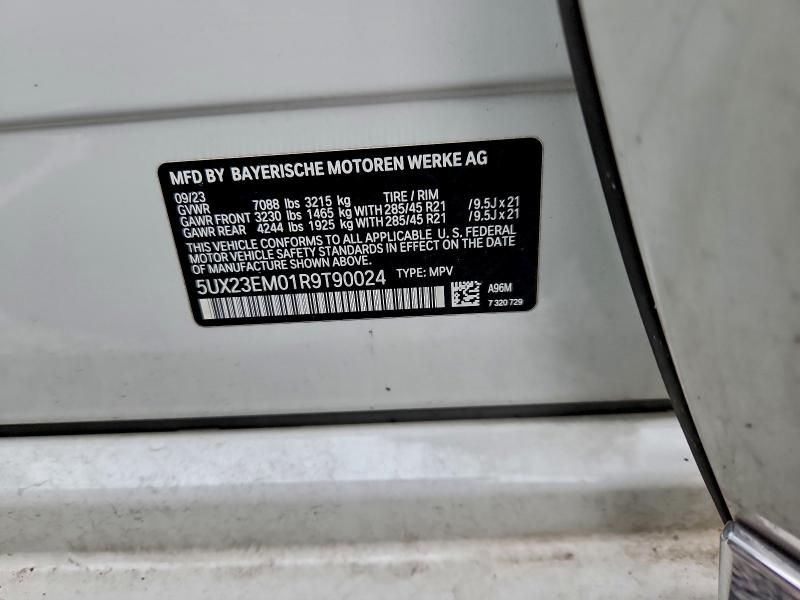 MFD BY BAYERISCHE MOTOREN WERKE AG
09/23
GVWR 7088 lbs 3215 kg TIRE / RIM
GAWR FRONT 3230 lbs 1465 kg WITH 285/45 R21 /9.5J x 21
GAWR REAR 4244 lbs 1925 kg WITH 285/45 R21 /9.5J x 21
THIS VEHICLE CONFORMS TO ALL APPLICABLE U. S. FEDERAL
MOTOR VEHICLE SAFETY STANDARDS IN EFFECT ON THE DATE
OF MANUFACTURE SHOWN ABOVE.
5UX23EM01R9T90024 TYPE: MPV
A96M
7 320 729